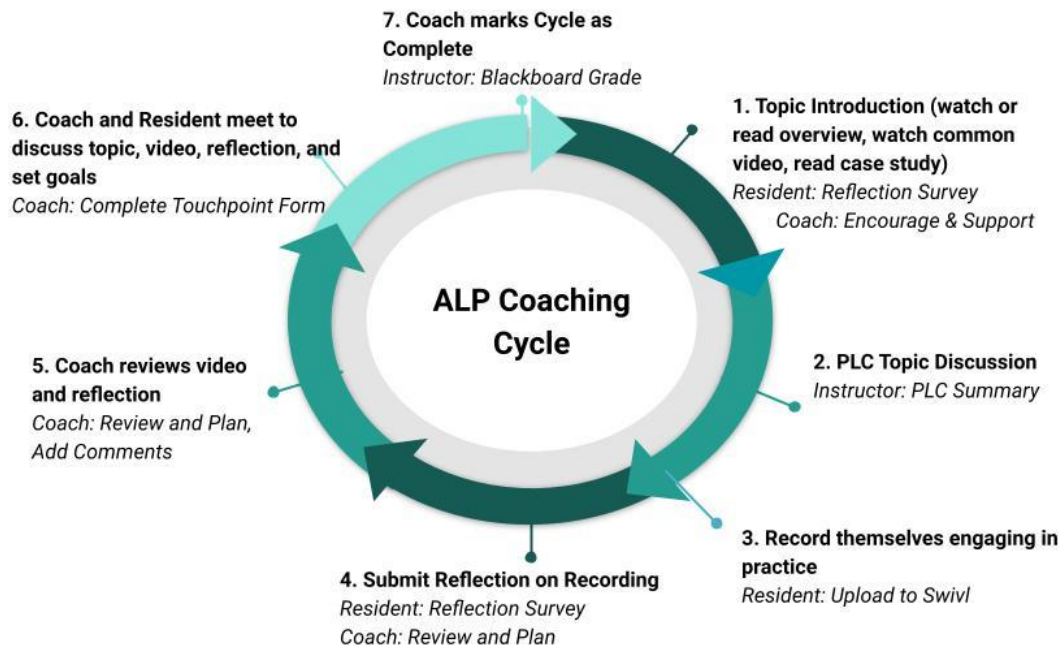 7. Coach marks Cycle as
Complete
Instructor: Blackboard Grade
1. Topic Introduction (watch or
read overview, watch common
video, read case study)
Resident: Reflection Survey
Coach: Encourage & Support
2. PLC Topic Discussion
Instructor: PLC Summary
3. Record themselves engaging in
practice
Resident: Upload to Swivl
4. Submit Reflection on Recording
Resident: Reflection Survey
Coach: Review and Plan
5. Coach reviews video
and reflection
Coach: Review and Plan,
Add Comments
6. Coach and Resident meet to
discuss topic, video, reflection, and
set goals
Coach: Complete Touchpoint Form
ALP Coaching
Cycle